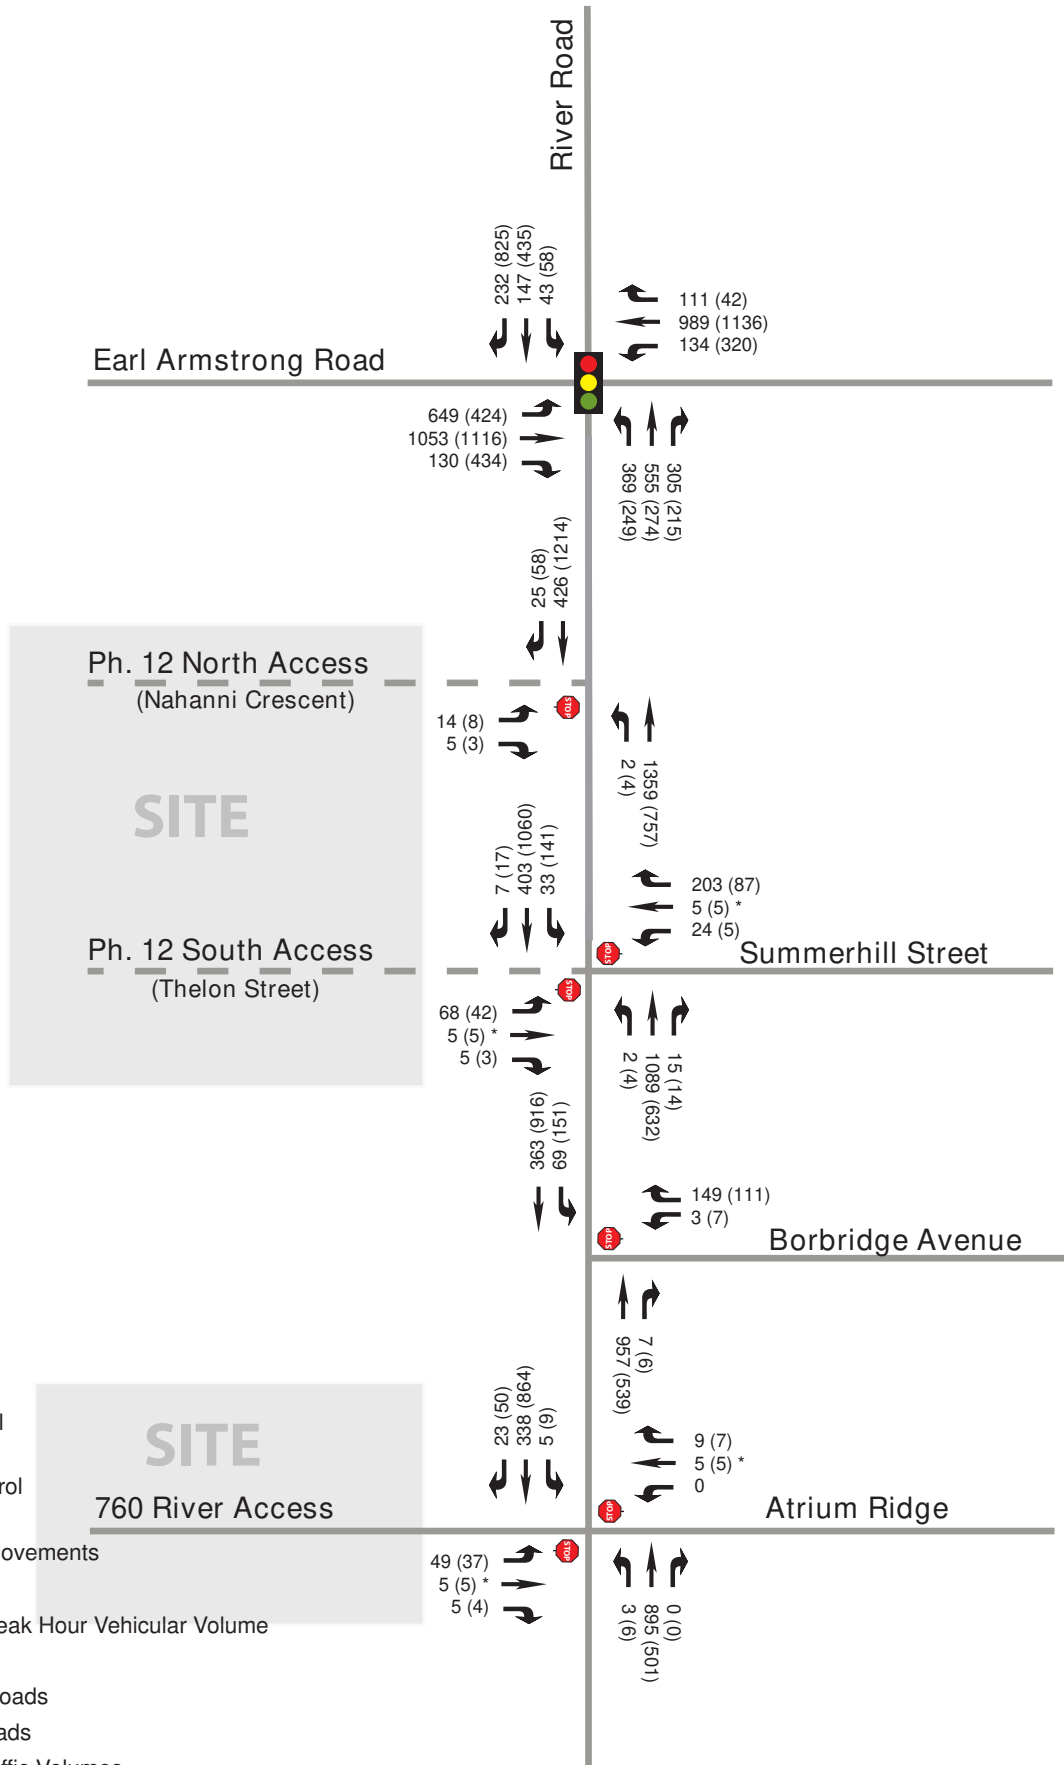 River Road
232 (825)
147 (435)
43 (58)
111 (42)
989 (1136)
134 (320)
Earl Armstrong Road
649 (424)
1053 (1116)
130 (434)
369 (249)
555 (274)
305 (215)
25 (58)
426 (1214)
Ph. 12 North Access
(Nahanni Crescent)
STOP
14 (8)
5 (3)
2 (4)
1359 (757)
SITE
7 (17)
403 (1060)
33 (141)
203 (87)
5 (5) *
24 (5)
Ph. 12 South Access
STOP
Summerhill Street
(Thelon Street)
STOP
68 (42)
5 (5) *
5 (3)
2 (4)
1089 (632)
15 (14)
363 (916)
69 (151)
149 (111)
3 (7)
STOP
Borbridge Avenue
957 (539)
7 (6)
23 (50)
338 (864)
5 (9)
SITE
9 (7)
5 (5) *
0
760 River Access
STOP
Atrium Ridge
STOP
49 (37)
5 (5) *
5 (4)
3 (6)
895 (501)
0 (0)
ovements
eak Hour Vehicular Volume
oads
ads